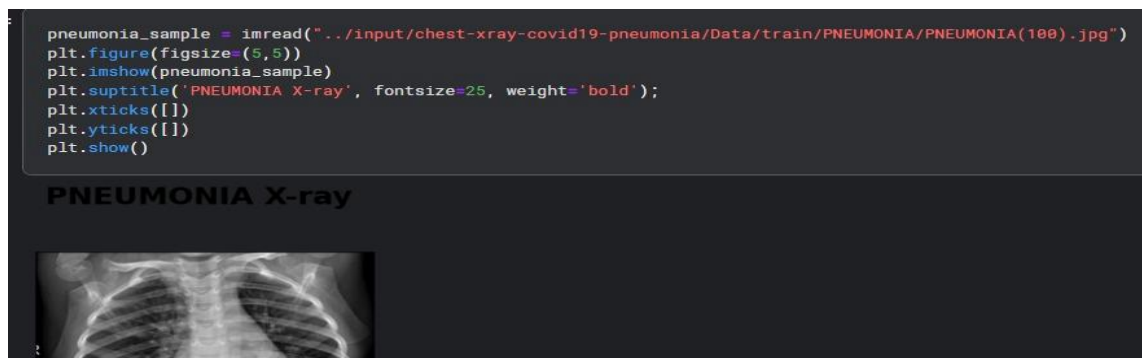 pneumonia_sample = imread("../input/chest-xray-covid19-pneumonia/Data/train/PNEUMONIA/PNEUMONIA(100).jpg")
plt.figure(figsize=(5,5))
plt.imshow(pneumonia_sample)
plt.suptitle('PNEUMONIA X-ray', fontsize=25, weight='bold');
plt.xticks([])
plt.yticks([])
plt.show()
PNEUMONIA X-ray